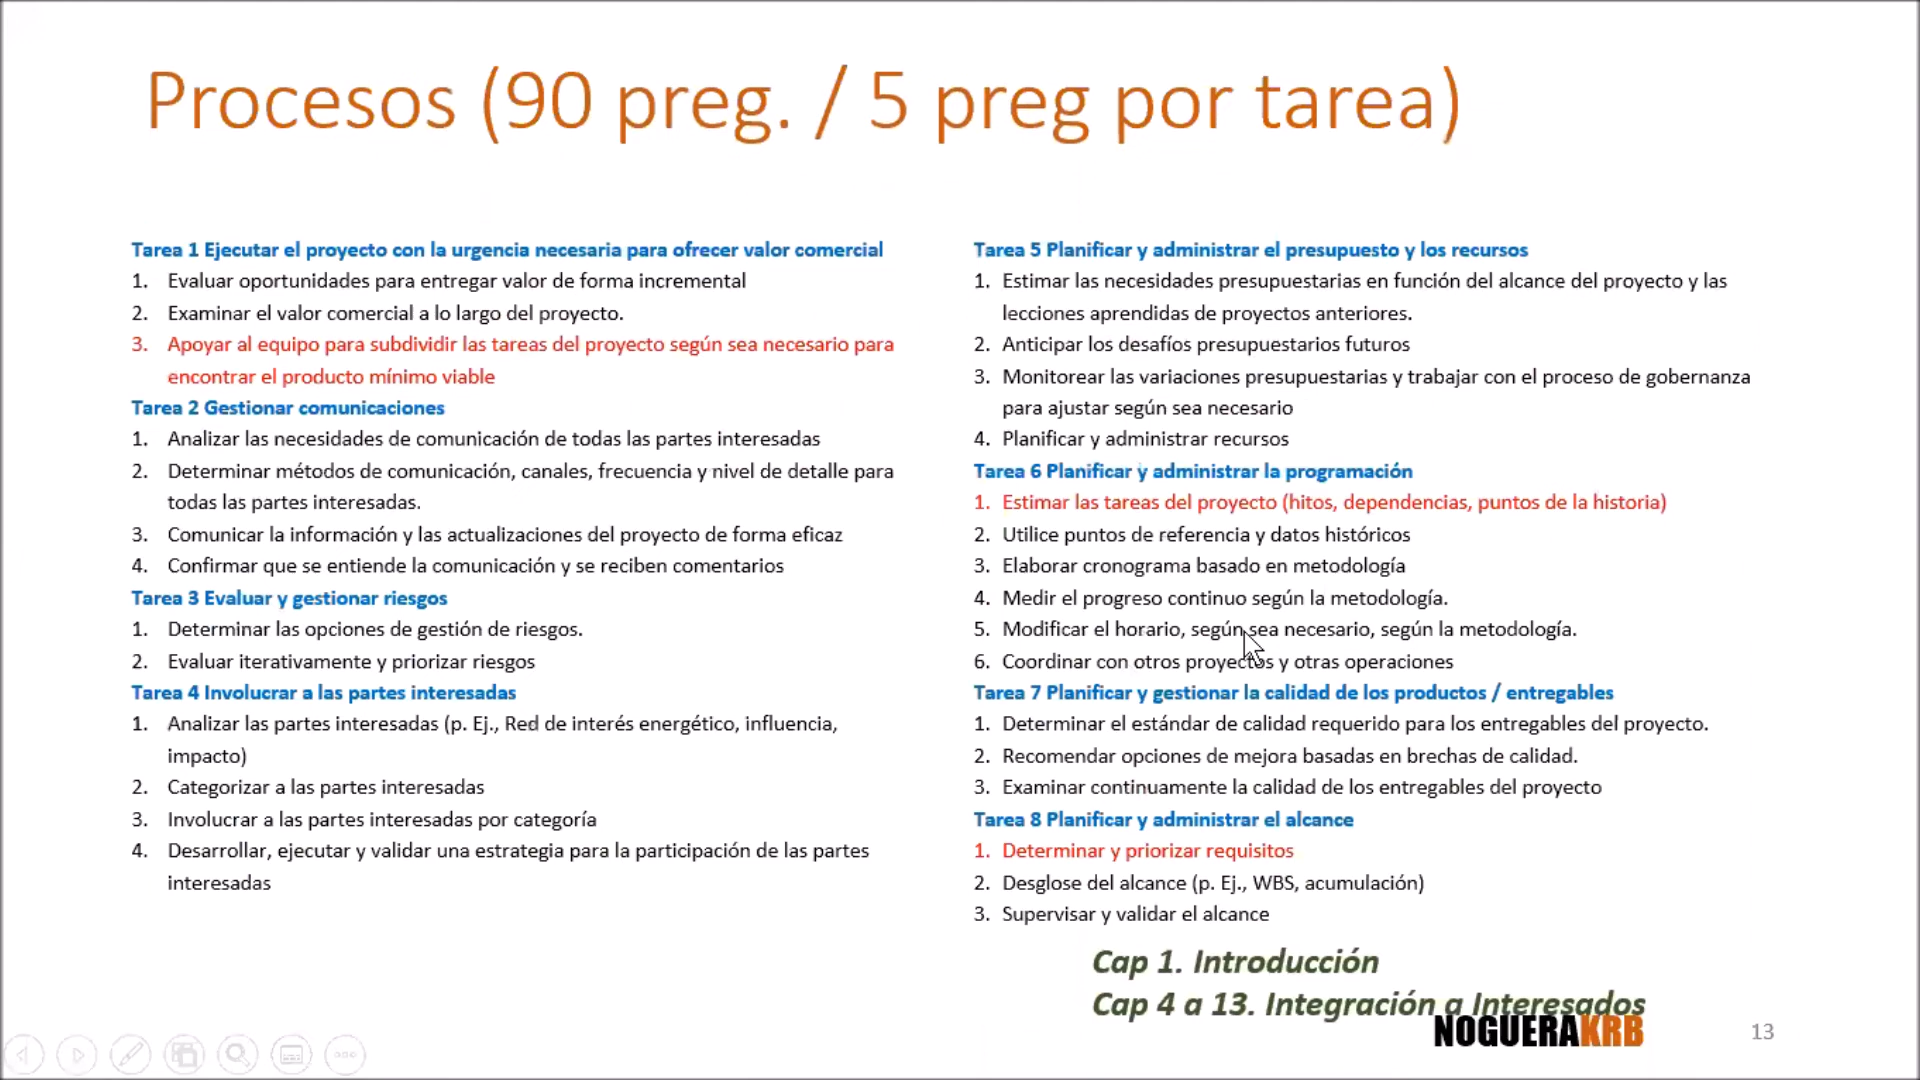 Procesos (90 preg. / 5 preg por tarea)
Tarea 1 Ejecutar el proyecto con la urgencia necesaria para ofrecer valor comercial
1. Evaluar oportunidades para entregar valor de forma incremental
2. Examinar el valor comercial a lo largo del proyecto.
3. Apoyar al equipo para subdividir las tareas del proyecto según sea necesario para
encontrar el producto mínimo viable
Tarea 2 Gestionar comunicaciones
1. Analizar las necesidades de comunicación de todas las partes interesadas
2. Determinar métodos de comunicación, canales, frecuencia y nivel de detalle para
todas las partes interesadas.
3. Comunicar la información y las actualizaciones del proyecto de forma eficaz
4. Confirmar que se entiende la comunicación y se reciben comentarios
Tarea 3 Evaluar y gestionar riesgos
1. Determinar las opciones de gestión de riesgos.
2. Evaluar iterativamente y priorizar riesgos
Tarea 4 Involucrar a las partes interesadas
1. Analizar las partes interesadas (p. Ej., Red de interés energético, influencia,
impacto)
2. Categorizar a las partes interesadas
3. Involucrar a las partes interesadas por categoría
4. Desarrollar, ejecutar y validar una estrategia para la participación de las partes
interesadas
Tarea 5 Planificar y administrar el presupuesto y los recursos
1. Estimar las necesidades presupuestarias en función del alcance del proyecto y las
lecciones aprendidas de proyectos anteriores.
2. Anticipar los desafíos presupuestarios futuros
3. Monitorear las variaciones presupuestarias y trabajar con el proceso de gobernanza
para ajustar según sea necesario
4. Planificar y administrar recursos
Tarea 6 Planificar y administrar la programación
1. Estimar las tareas del proyecto (hitos, dependencias, puntos de la historia)
2. Utilice puntos de referencia y datos históricos
3. Elaborar cronograma basado en metodología
4. Medir el progreso continuo según la metodología.
5. Modificar el horario, según sea necesario, según la metodología.
6. Coordinar con otros proyectos y otras operaciones
Tarea 7 Planificar y gestionar la calidad de los productos / entregables
1. Determinar el estándar de calidad requerido para los entregables del proyecto.
2. Recomendar opciones de mejora basadas en brechas de calidad.
3. Examinar continuamente la calidad de los entregables del proyecto
Tarea 8 Planificar y administrar el alcance
1. Determinar y priorizar requisitos
2. Desglose del alcance (p. Ej., WBS, acumulación)
3. Supervisar y validar el alcance
Cap 1. Introducción
Cap 4 a 13. Integración a Interesados
NOGUERAKRB
13